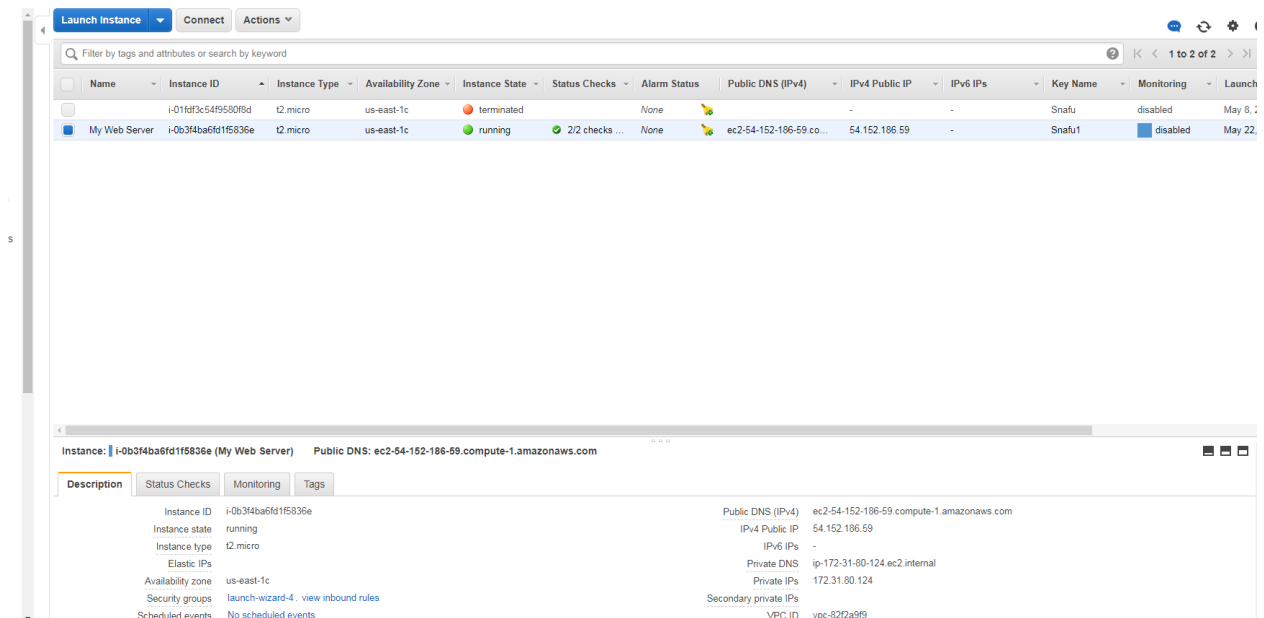 Launch Instance Connect Actions
Filter by tags and attributes or search by keyword 1 to 2 of 2
Name Instance ID Instance Type Availability Zone Instance State Status Checks Alarm Status Public DNS (IPv4) IPv4 Public IP IPv6 IPs Key Name Monitoring Launch
i-01fdf3c54f9580f8d t2.micro us-east-1c terminated None - - Snafu disabled May 8, 2
My Web Server i-0b3f4ba6fd1f5836e t2.micro us-east-1c running 2/2 checks ... None ec2-54-152-186-59.co... 54.152.186.59 - Snafu1 disabled May 22,
s
Instance: i-0b3f4ba6fd1f5836e (My Web Server) Public DNS: ec2-54-152-186-59.compute-1.amazonaws.com
Description Status Checks Monitoring Tags
Instance ID i-0b3f4ba6fd1f5836e Public DNS (IPv4) ec2-54-152-186-59.compute-1.amazonaws.com
Instance state running IPv4 Public IP 54.152.186.59
Instance type t2.micro IPv6 IPs -
Elastic IPs Private DNS ip-172-31-80-124.ec2.internal
Availability zone us-east-1c Private IPs 172.31.80.124
Security groups launch-wizard-4 . view inbound rules Secondary private IPs
Scheduled events No scheduled events VPC ID vpc-82f2a9f9